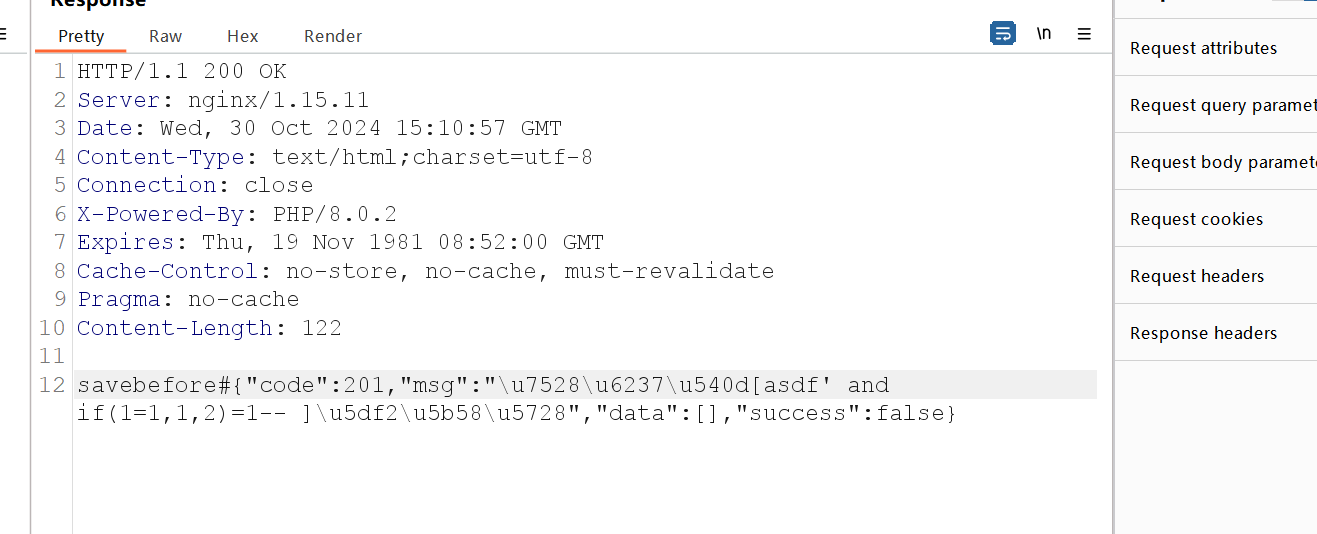 Response
Pretty Raw Hex Render \n
Request attributes
Request query paramet
Request body paramete
Request cookies
Request headers
Response headers
1 HTTP/1.1 200 OK
2 Server: nginx/1.15.11
3 Date: Wed, 30 Oct 2024 15:10:57 GMT
4 Content-Type: text/html;charset=utf-8
5 Connection: close
6 X-Powered-By: PHP/8.0.2
7 Expires: Thu, 19 Nov 1981 08:52:00 GMT
8 Cache-Control: no-store, no-cache, must-revalidate
9 Pragma: no-cache
10 Content-Length: 122
11
12 savebefore#{"code":201,"msg":"\u7528\u6237\u540d[asdf' and
if(1=1,1,2)=1-- ]\u5df2\u5b58\u5728","data":[],"success":false}